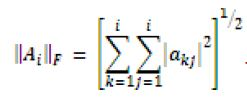 ‖A_i‖_F = [∑_{k=1}^{i} ∑_{j=1}^{i} |a_{kj}|^2]^{1/2}.